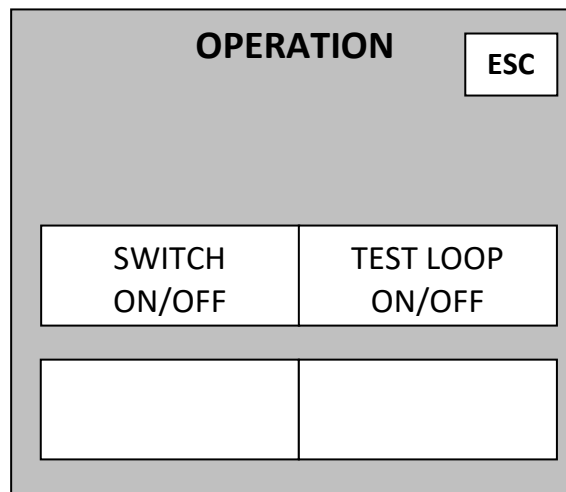 OPERATION
ESC
SWITCH
ON/OFF
TEST LOOP
ON/OFF